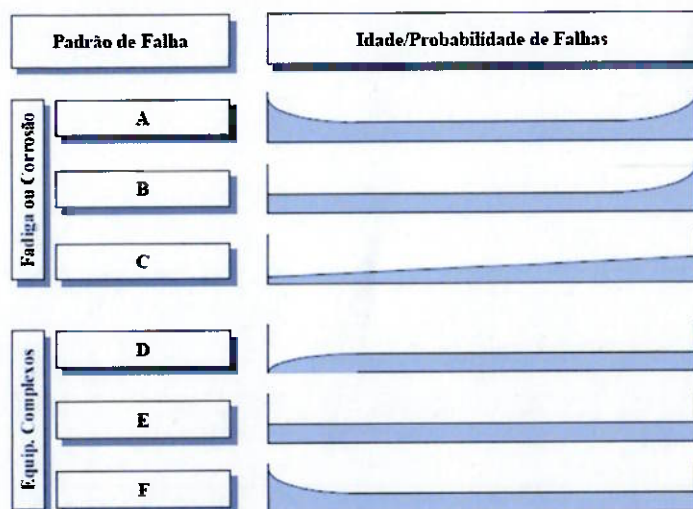 Padrão de Falha
Idade/Probabilidade de Falhas
Fadiga ou Corrosão
A
B
C
Equip. Complexos
D
E
F